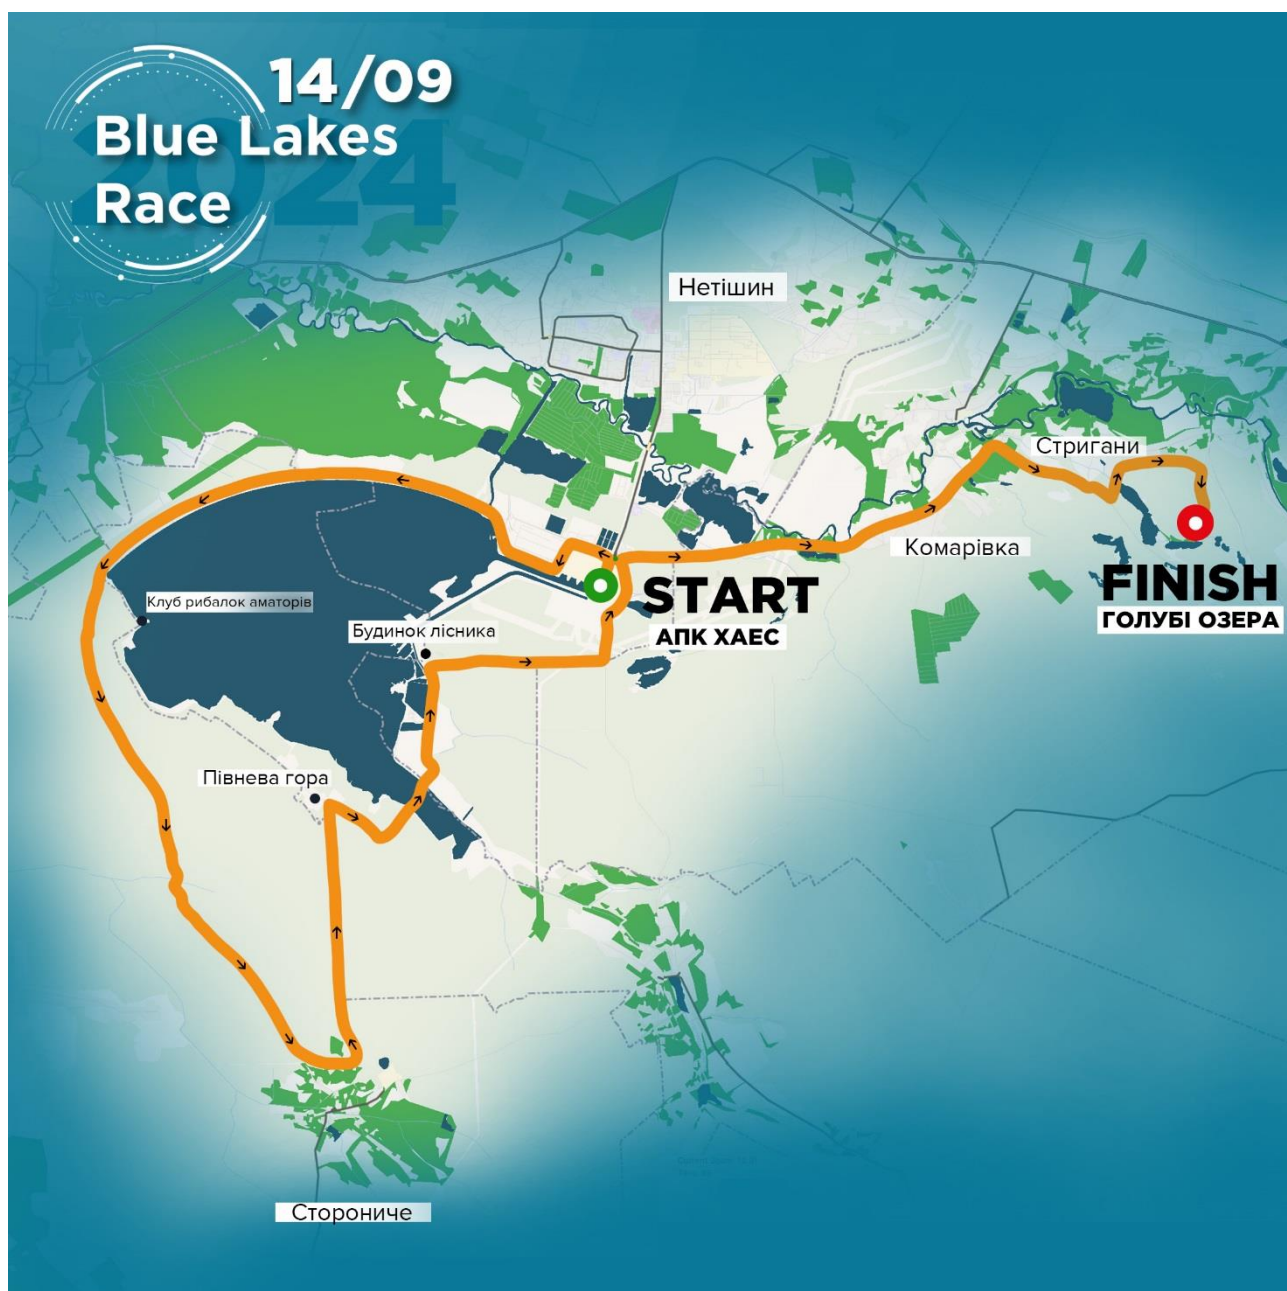 14/09
Blue Lakes
Race
2024
Нетішин
Стригани
Комарівка
START
АПК ХАЕС
FINISH
ГОЛУБІ ОЗЕРА
Клуб рибалок аматорів
Будинок лісника
Півнева гора
Сторониче